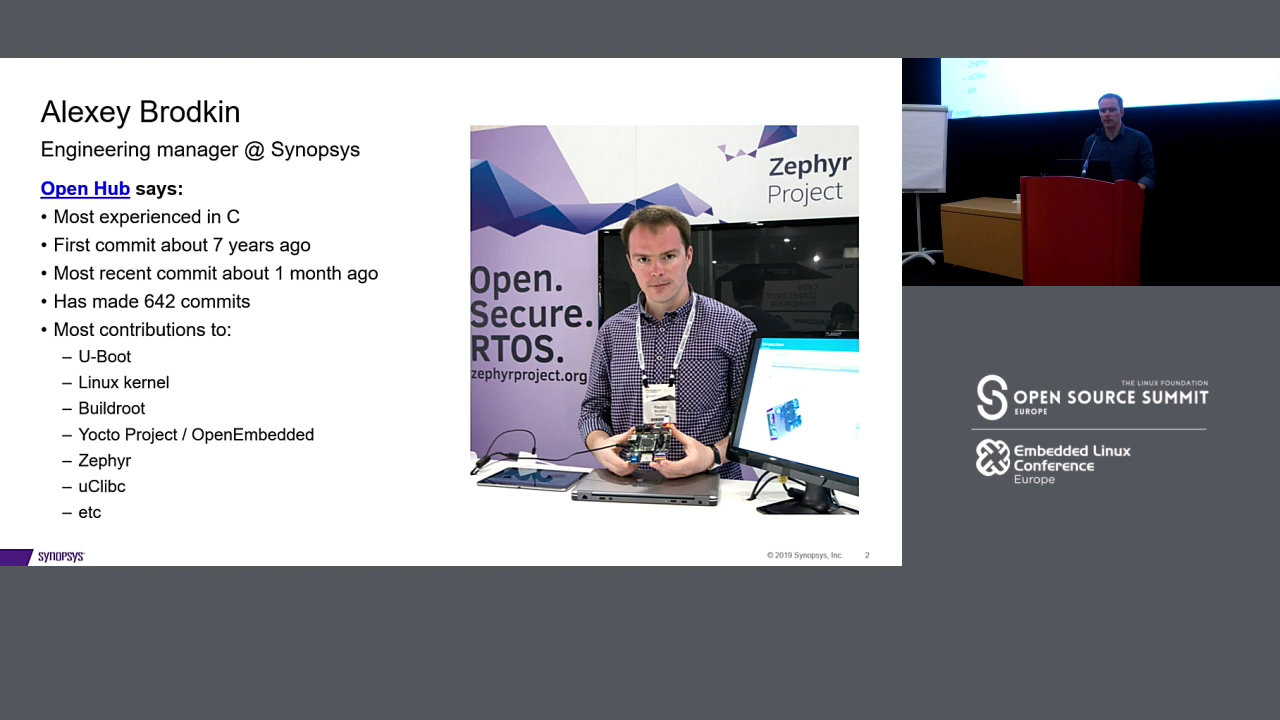 Alexey Brodkin
Engineering manager @ Synopsys
Open Hub says:
• Most experienced in C
• First commit about 7 years ago
• Most recent commit about 1 month ago
• Has made 642 commits
• Most contributions to:
– U-Boot
– Linux kernel
– Buildroot
– Yocto Project / OpenEmbedded
– Zephyr
– uClibc
– etc
Zephyr
Project
Open.
Secure.
RTOS.
zephyrproject.org
SYNOPSYS
© 2019 Synopsys, Inc.
2
THE LINUX FOUNDATION
OPEN SOURCE SUMMIT
EUROPE
Embedded Linux
Conference
Europe